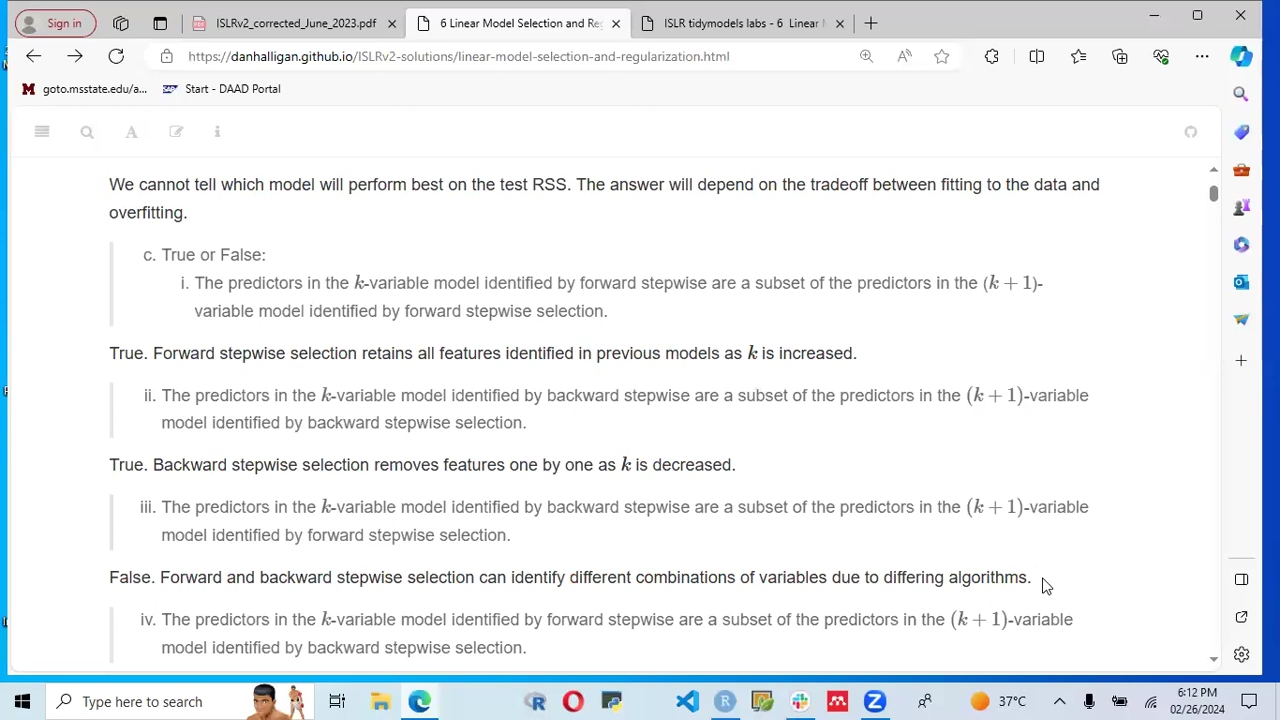 Sign in
ISLRv2_corrected_June_2023.pdf
6 Linear Model Selection and Re
ISLR tidymodels labs - 6 Linear
https://danhalligan.github.io/ISLRv2-solutions/linear-model-selection-and-regularization.html
goto.msstate.edu/a...
Start - DAAD Portal
We cannot tell which model will perform best on the test RSS. The answer will depend on the tradeoff between fitting to the data and
overfitting.
c. True or False:
i. The predictors in the k-variable model identified by forward stepwise are a subset of the predictors in the (k + 1)-
variable model identified by forward stepwise selection.
True. Forward stepwise selection retains all features identified in previous models as k is increased.
ii. The predictors in the k-variable model identified by backward stepwise are a subset of the predictors in the (k + 1)-variable
model identified by backward stepwise selection.
True. Backward stepwise selection removes features one by one as k is decreased.
iii. The predictors in the k-variable model identified by backward stepwise are a subset of the predictors in the (k + 1)-variable
model identified by forward stepwise selection.
False. Forward and backward stepwise selection can identify different combinations of variables due to differing algorithms.
iv. The predictors in the k-variable model identified by forward stepwise are a subset of the predictors in the (k + 1)-variable
model identified by backward stepwise selection.
Type here to search
37°C
6:12 PM
02/26/2024